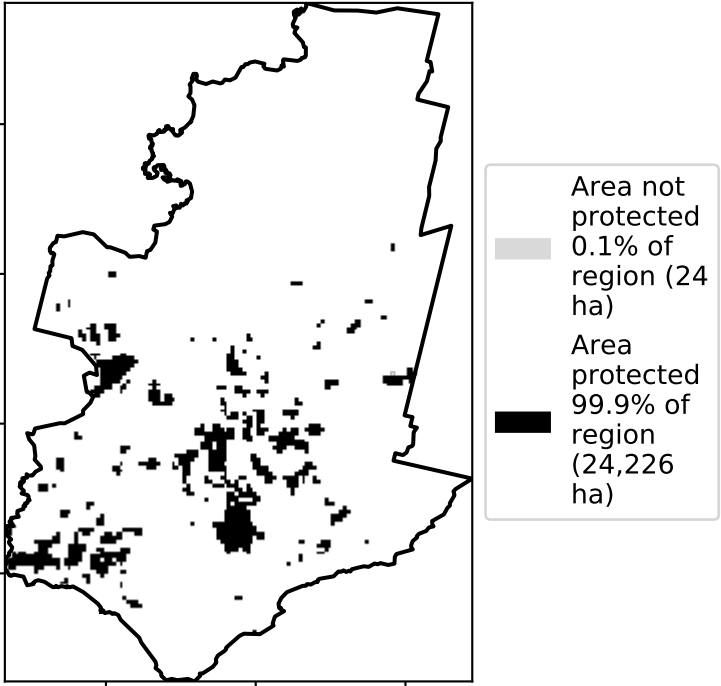 Area not
protected
0.1% of
region (24
ha)
Area
protected
99.9% of
region
(24,226
ha)